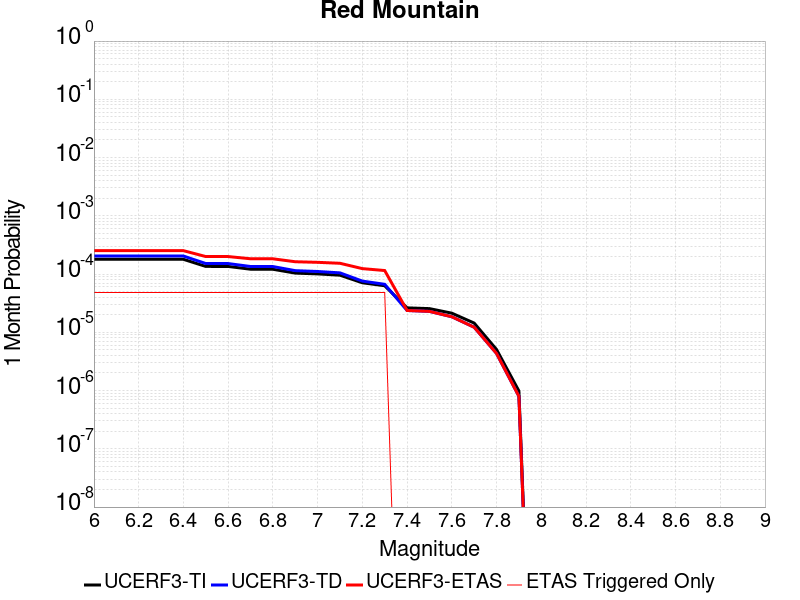 Red Mountain
10^0
10^-1
10^-2
10^-3
10^-4
10^-5
10^-6
10^-7
10^-8
1 Month Probability
6 6.2 6.4 6.6 6.8 7 7.2 7.4 7.6 7.8 8 8.2 8.4 8.6 8.8 9
Magnitude
UCERF3-TI UCERF3-TD UCERF3-ETAS ETAS Triggered Only